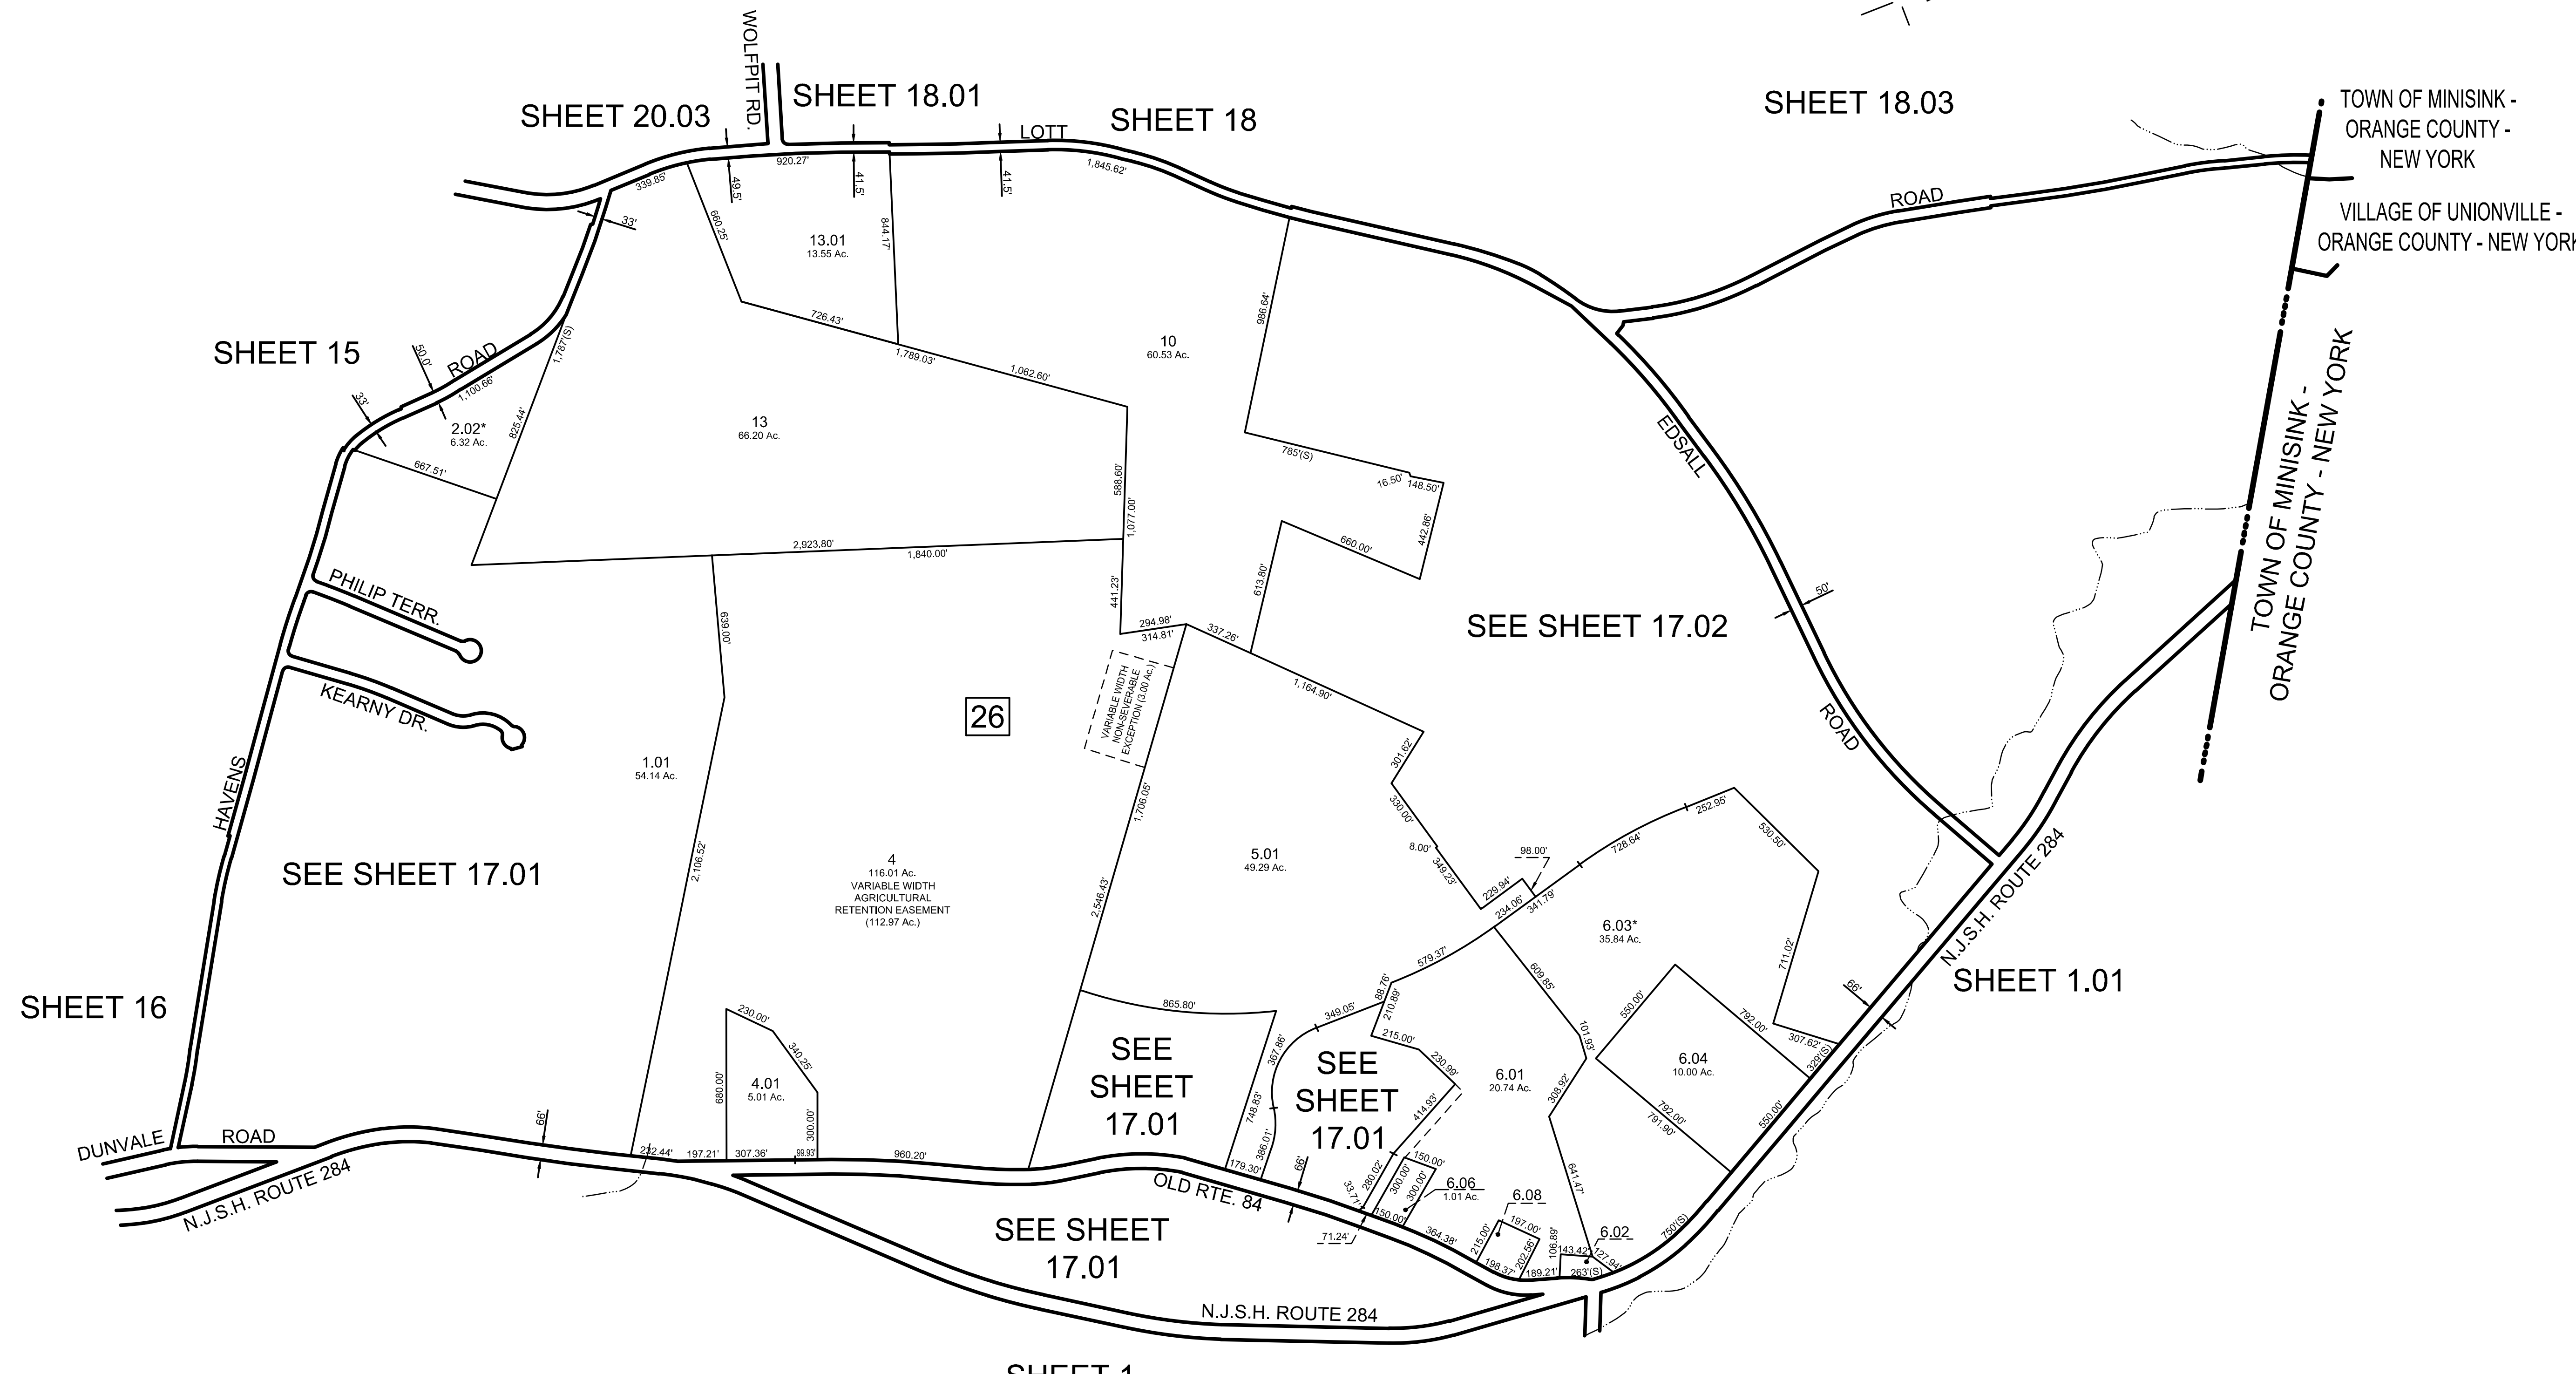 WOLFPIT RD.
SHEET 20.03
SHEET 18.01
SHEET 18
SHEET 18.03
TOWN OF MINISINK -
ORANGE COUNTY -
NEW YORK
VILLAGE OF UNIONVILLE -
ORANGE COUNTY - NEW YORK
LOTT
ROAD
339.85'
920.27'
1,845.62'
49.5'
41.5'
41.5'
33'
660.25'
13.01
13.55 Ac.
844.17'
726.43'
1,789.03'
1,062.60'
10
60.53 Ac.
986.64'
785'(S)
16.50'
148.50'
442.86'
660.00'
613.80'
SHEET 15
50.0'
ROAD
1,100.66'
33'
1,787'(S)
825.44'
2.02*
6.32 Ac.
667.51'
13
66.20 Ac.
588.60'
1,077.00'
2,923.80'
1,840.00'
441.23'
294.98'
314.81'
337.26'
1,164.90'
EDSALL
ROAD
50'
TOWN OF MINISINK -
ORANGE COUNTY - NEW YORK
SEE SHEET 17.02
PHILIP TERR.
KEARNY DR.
HAVENS
639.00'
26
VARIABLE WIDTH
NON-SEVERABLE
EXCEPTION (3.00 Ac.)
1.01
54.14 Ac.
2,106.52'
SEE SHEET 17.01
4
116.01 Ac.
VARIABLE WIDTH
AGRICULTURAL
RETENTION EASEMENT
(112.97 Ac.)
1,706.05'
2,546.43'
5.01
49.29 Ac.
301.62'
330.00'
8.00'
349.23'
229.94'
98.00'
234.06'
341.79'
728.64'
252.95'
530.50'
711.02'
6.03*
35.84 Ac.
579.37'
609.85'
101.93'
308.92'
641.47'
550.00'
792.00'
6.04
10.00 Ac.
792.00'
791.90'
307.62'
329'(S)
550.00'
66'
N.J.S.H. ROUTE 284
SHEET 1.01
SHEET 16
865.80'
SEE
SHEET
17.01
367.86'
349.05'
88.76'
210.89'
215.00'
230.99'
414.93'
SEE
SHEET
17.01
748.83'
386.01'
179.30'
66'
6.01
20.74 Ac.
230.00'
340.25'
680.00'
4.01
5.01 Ac.
300.00'
DUNVALE
ROAD
N.J.S.H. ROUTE 284
66'
232.44'
197.21'
307.36'
99.93'
960.20'
OLD RTE. 84
280.02'
33.71'
71.24'
150.00'
300.00'
300.00'
150.00'
6.06
1.01 Ac.
364.38'
6.08
215.00'
197.00'
202.56'
198.37'
189.21'
106.89'
143.42'
127.94'
6.02
263'(S)
750'(S)
SEE SHEET
17.01
N.J.S.H. ROUTE 284
SHEET 1